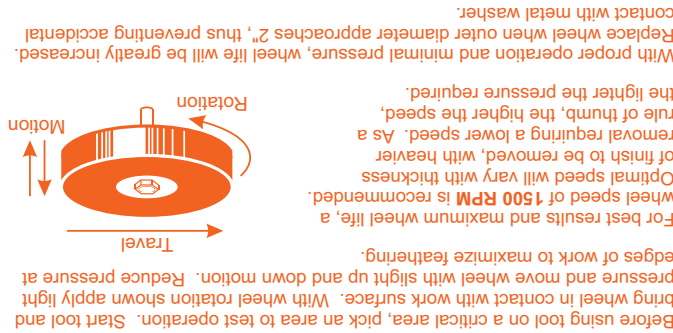 Before using tool on a critical area, pick an area to test operation.  Start tool and
bring wheel in contact with work surface.  With wheel rotation shown apply light
pressure and move wheel with slight up and down motion.  Reduce pressure at
edges of work to maximize feathering.
For best results and maximum wheel life, a
wheel speed of 1500 RPM is recommended.
Optimal speed will vary with thickness
of finish to be removed, with heavier
removal requiring a lower speed.  As a
rule of thumb, the higher the speed,
the lighter the pressure required.
Travel
Motion
Rotation
With proper operation and minimal pressure, wheel life will be greatly increased.
Replace wheel when outer diameter approaches 2", thus preventing accidental
contact with metal washer.